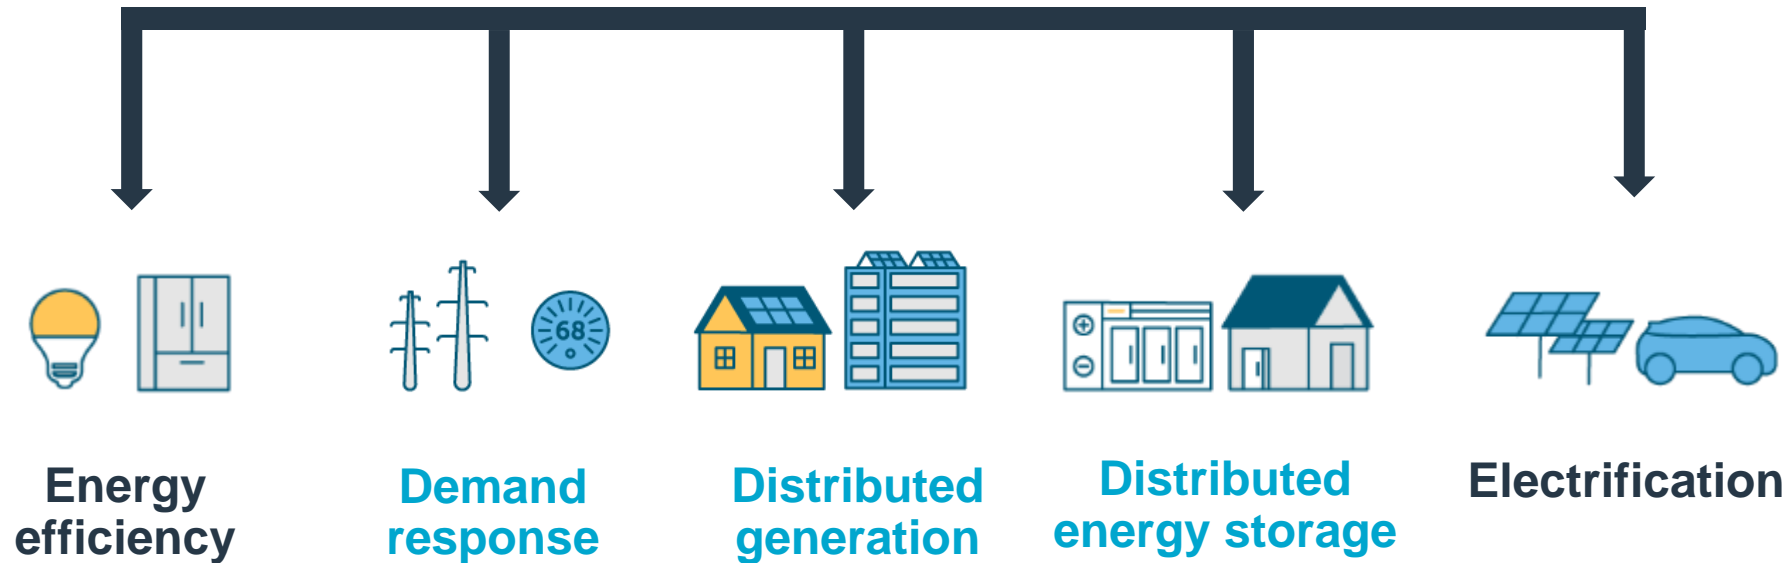 68
Energy
efficiency
Demand
response
Distributed
generation
Distributed
energy storage
Electrification